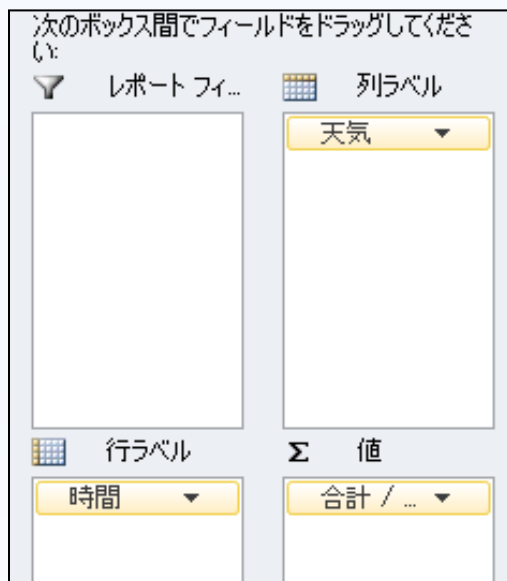 次のボックス間でフィールドをドラッグしてくださ
い:
レポート フィ... 列ラベル
天気
行ラベル Σ 値
時間 合計 / ...